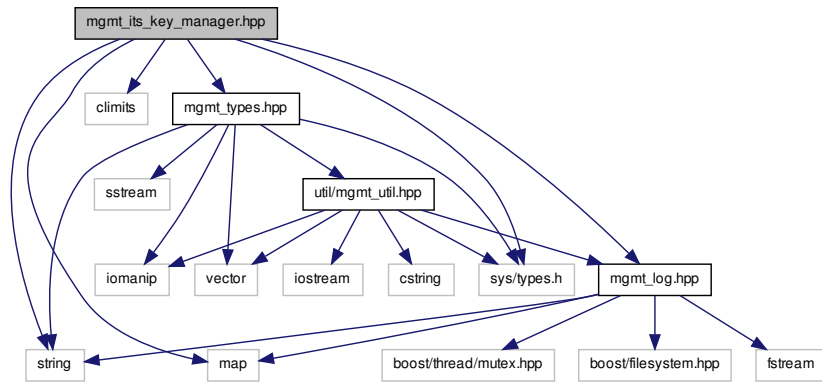 mgmt_its_key_manager.hpp
climits
mgmt_types.hpp
sstream
util/mgmt_util.hpp
iomanip
vector
iostream
cstring
sys/types.h
mgmt_log.hpp
string
map
boost/thread/mutex.hpp
boost/filesystem.hpp
fstream